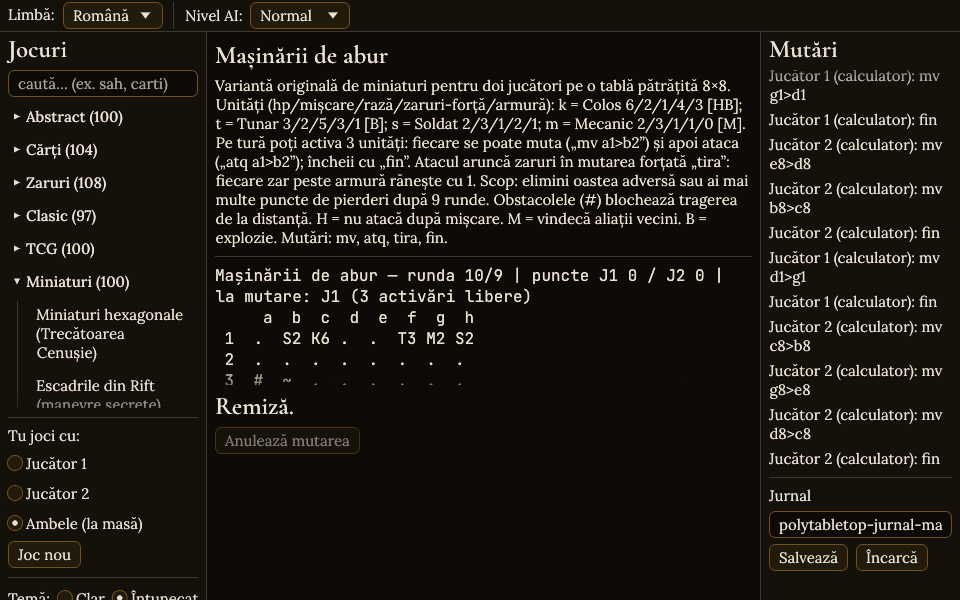 Limbă: Română Nivel AI: Normal
Jocuri
caută... (ex. sah, carti)
Abstract (100)
Cărți (104)
Zaruri (108)
Clasic (97)
TCG (100)
Miniaturi (100)
Miniaturi hexagonale
(Trecătoarea
Cenușie)
Escadrile din Rift
(manevre secrete)
Tu joci cu:
Jucător 1
Jucător 2
Ambele (la masă)
Joc nou
Temă: Clar Întunecat
Mașinării de abur
Variantă originală de miniaturi pentru doi jucători pe o tablă pătrățită 8×8.
Unități (hp/mișcare/rază/zaruri-forță/armură): k = Colos 6/2/1/4/3 [HB];
t = Tunar 3/2/5/3/1 [B]; s = Soldat 2/3/1/2/1; m = Mecanic 2/3/1/1/0 [M].
Pe tură poți activa 3 unități: fiecare se poate muta („mv a1>b2”) și apoi ataca
(„atq a1>b2”); închei cu „fin”. Atacul aruncă zaruri în mutarea forțată „tira”:
fiecare zar peste armură rănește cu 1. Scop: elimini oastea adversă sau ai mai
multe puncte de pierderi după 9 runde. Obstacolele (#) blochează tragerea
de la distanță. H = nu atacă după mișcare. M = vindecă aliații vecini. B =
explozie. Mutări: mv, atq, tira, fin.
Mașinării de abur — runda 10/9 | puncte J1 0 / J2 0 |
la mutare: J1 (3 activări libere)
a b c d e f g h
1 . S2 K6 . . T3 M2 S2
2 . . . . . . . .
3 # ~ . . . . . .
Remiză.
Anulează mutarea
Mutări
Jucător 1 (calculator): mv
g1>d1
Jucător 1 (calculator): fin
Jucător 2 (calculator): mv
e8>d8
Jucător 2 (calculator): mv
b8>c8
Jucător 2 (calculator): fin
Jucător 1 (calculator): mv
d1>g1
Jucător 1 (calculator): fin
Jucător 2 (calculator): mv
c8>b8
Jucător 2 (calculator): mv
g8>e8
Jucător 2 (calculator): mv
d8>c8
Jucător 2 (calculator): fin
Jurnal
polytabletop-jurnal-ma
Salvează Încarcă